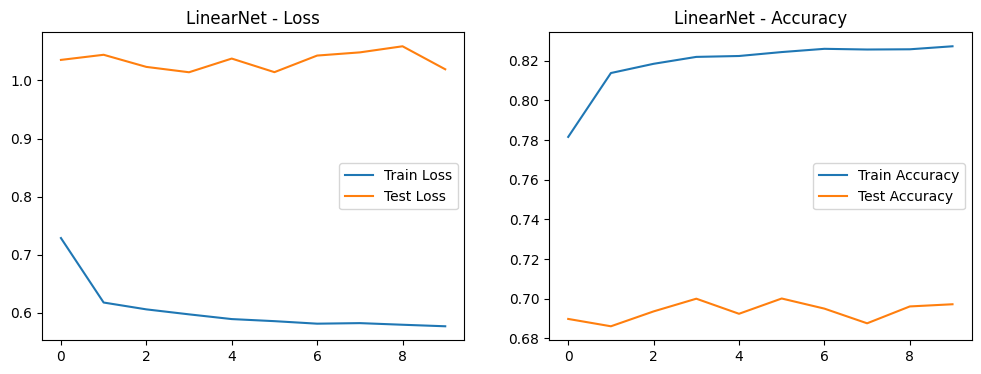 LinearNet - Loss
1.0
0.9
0.8
0.7
0.6
0 2 4 6 8
Train Loss
Test Loss
LinearNet - Accuracy
0.82
0.80
0.78
0.76
0.74
0.72
0.70
0.68
0 2 4 6 8
Train Accuracy
Test Accuracy